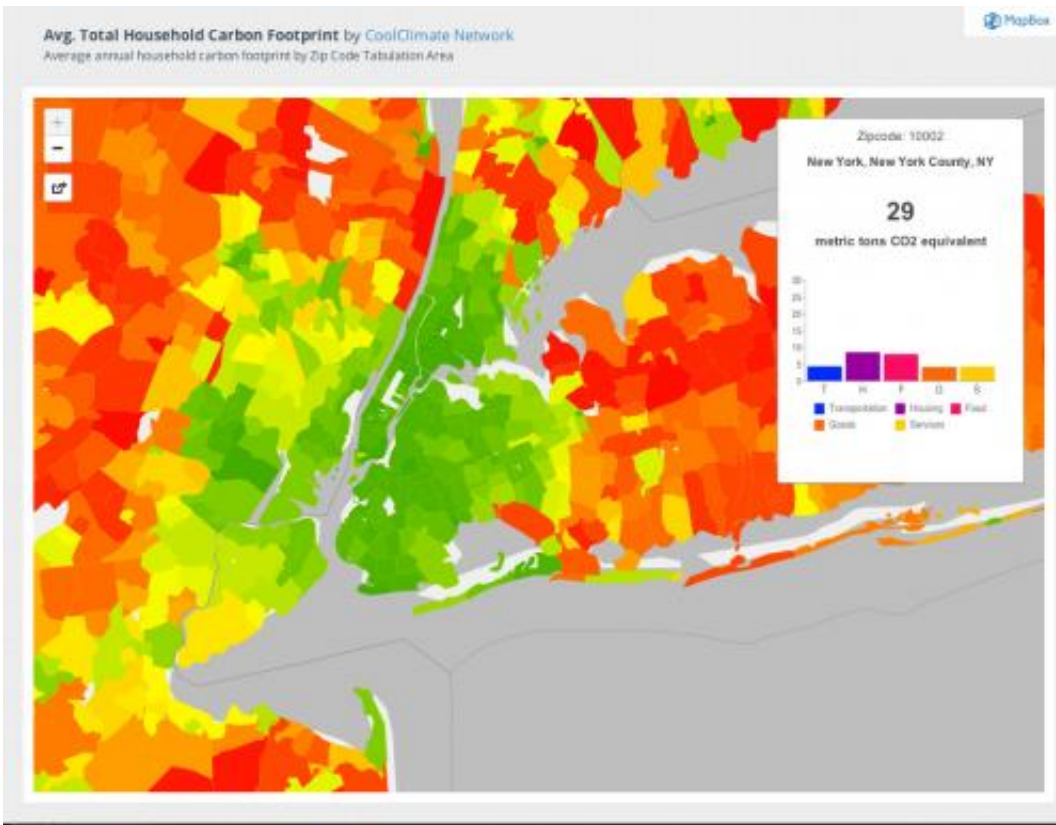 MapBox
Avg. Total Household Carbon Footprint by CoolClimate Network
Average annual household carbon footprint by Zip Code Tabulation Area
+
-
Zipcode: 10002
New York, New York County, NY
29
metric tons CO2 equivalent
30
25
20
15
10
5
0
T H F G S
Transportation Housing Food
Goods Services